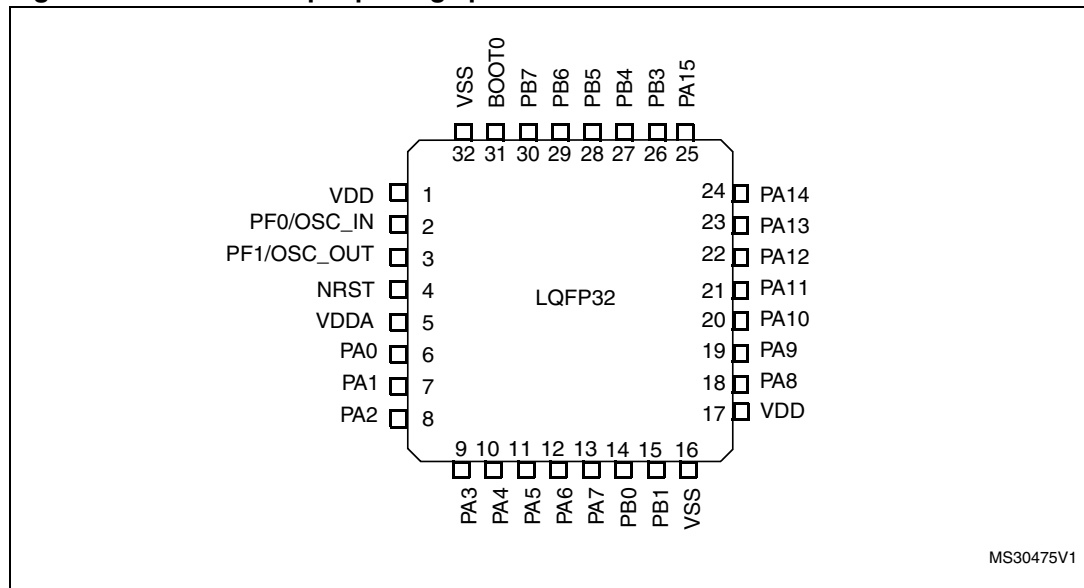 VSS
BOOT0
PB7
PB6
PB5
PB4
PB3
PA15
32 31 30 29 28 27 26 25
VDD 1
PF0/OSC_IN 2
PF1/OSC_OUT 3
NRST 4
VDDA 5
PA0 6
PA1 7
PA2 8
LQFP32
24 PA14
23 PA13
22 PA12
21 PA11
20 PA10
19 PA9
18 PA8
17 VDD
9 10 11 12 13 14 15 16
PA3
PA4
PA5
PA6
PA7
PB0
PB1
VSS
MS30475V1